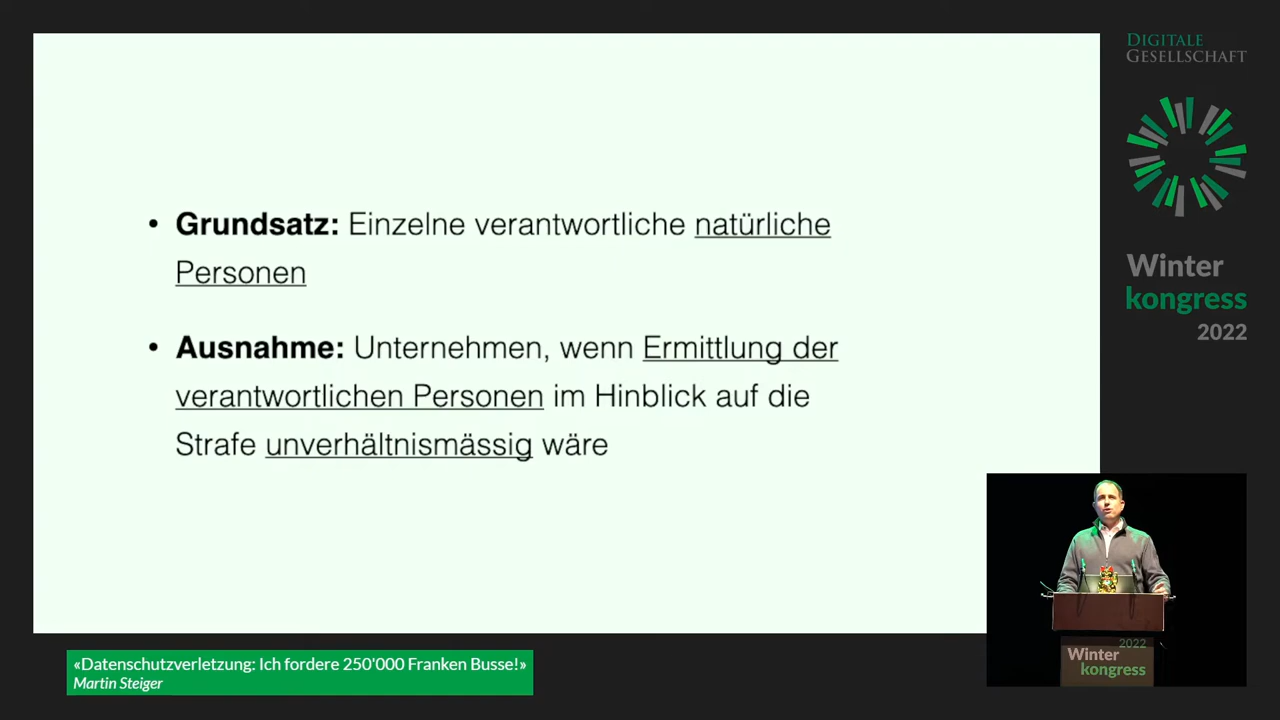 • Grundsatz: Einzelne verantwortliche natürliche
Personen
• Ausnahme: Unternehmen, wenn Ermittlung der
verantwortlichen Personen im Hinblick auf die
Strafe unverhältnismässig wäre
DIGITALE
GESELLSCHAFT
Winter
kongress
2022
2022
Winter
kongress
«Datenschutzverletzung: Ich fordere 250'000 Franken Busse!»
Martin Steiger